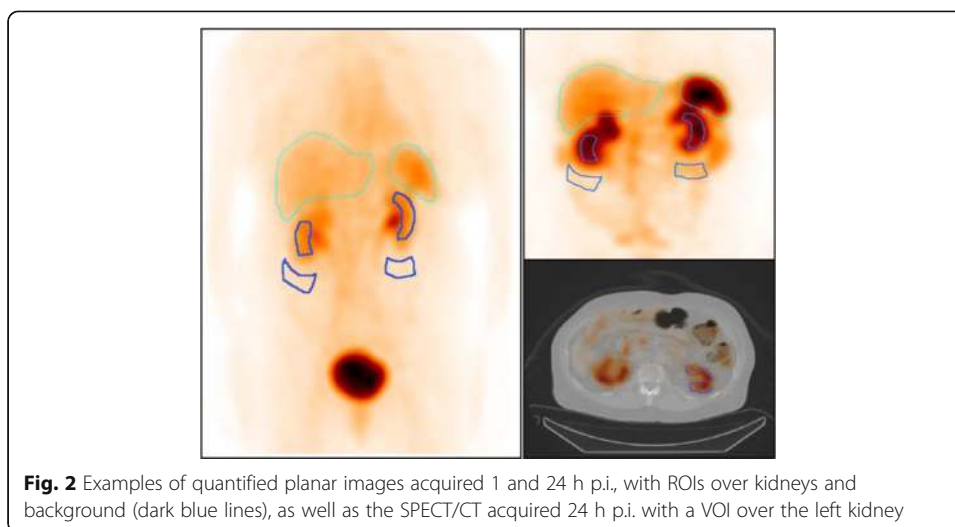 Fig. 2 Examples of quantified planar images acquired 1 and 24 h p.i., with ROIs over kidneys and
background (dark blue lines), as well as the SPECT/CT acquired 24 h p.i. with a VOI over the left kidney